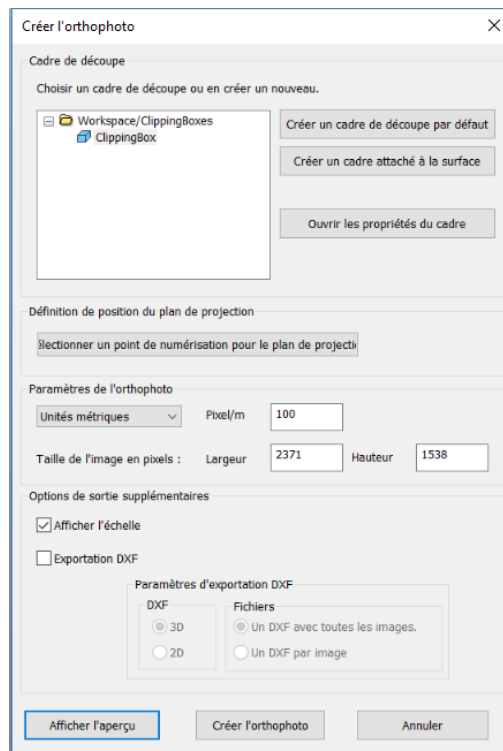 Créer l'orthophoto
Cadre de découpe
Choisir un cadre de découpe ou en créer un nouveau.
Workspace/ClippingBoxes
ClippingBox
Créer un cadre de découpe par défaut
Créer un cadre attaché à la surface
Ouvrir les propriétés du cadre
Définition de position du plan de projection
électionner un point de numérisation pour le plan de projectio
Paramètres de l'orthophoto
Unités métriques Pixel/m 100
Taille de l'image en pixels : Largeur 2371 Hauteur 1538
Options de sortie supplémentaires
Afficher l'échelle
Exportation DXF
Paramètres d'exportation DXF
DXF Fichiers
3D Un DXF avec toutes les images.
2D Un DXF par image
Afficher l'aperçu Créer l'orthophoto Annuler